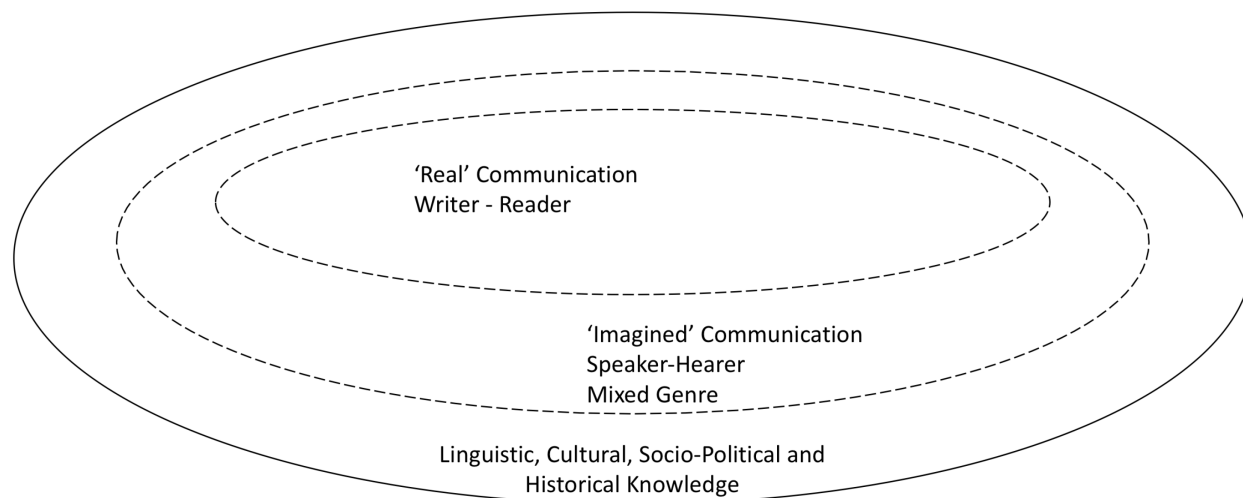 ‘Real’ Communication
Writer - Reader
‘Imagined’ Communication
Speaker-Hearer
Mixed Genre
Linguistic, Cultural, Socio-Political and
Historical Knowledge